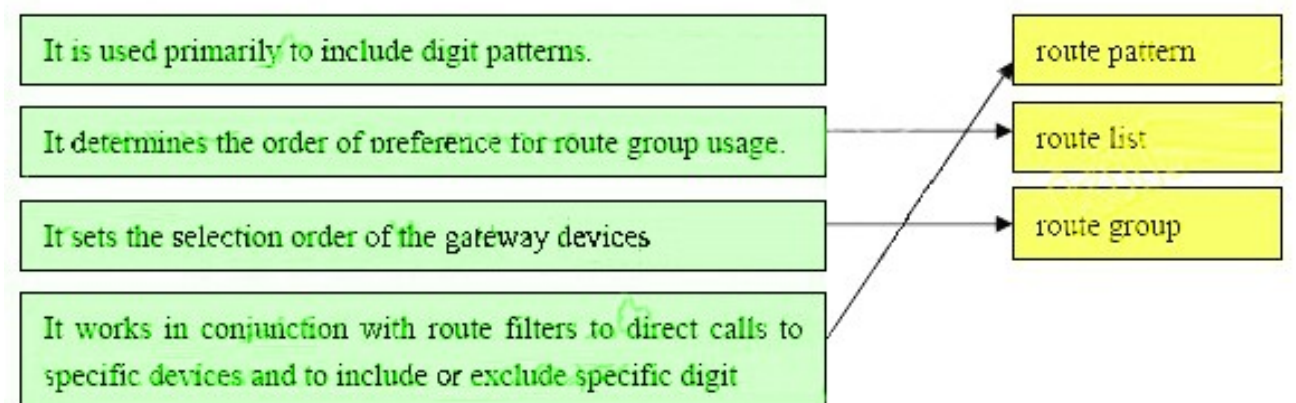 It is used primarily to include digit patterns.
route pattern
It determines the order of preference for route group usage.
route list
It sets the selection order of the gateway devices
route group
It works in conjunction with route filters to direct calls to
specific devices and to include or exclude specific digit